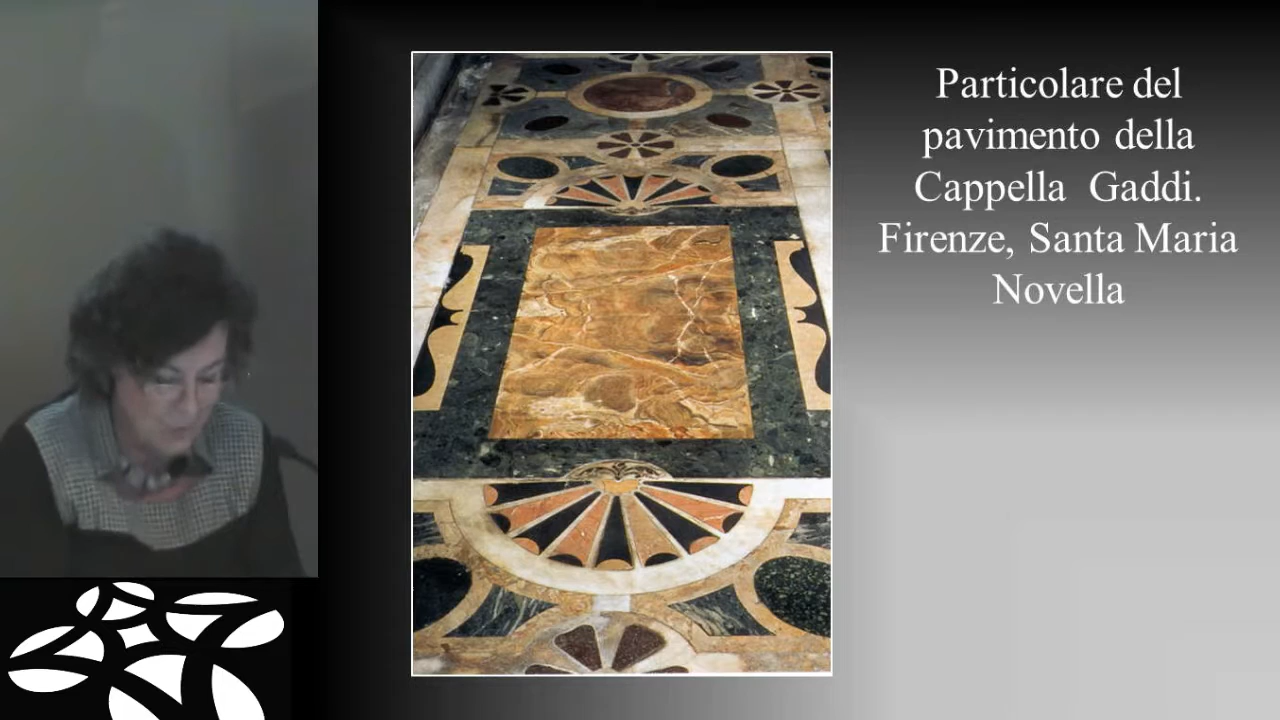 Particolare del
pavimento della
Cappella Gaddi.
Firenze, Santa Maria
Novella